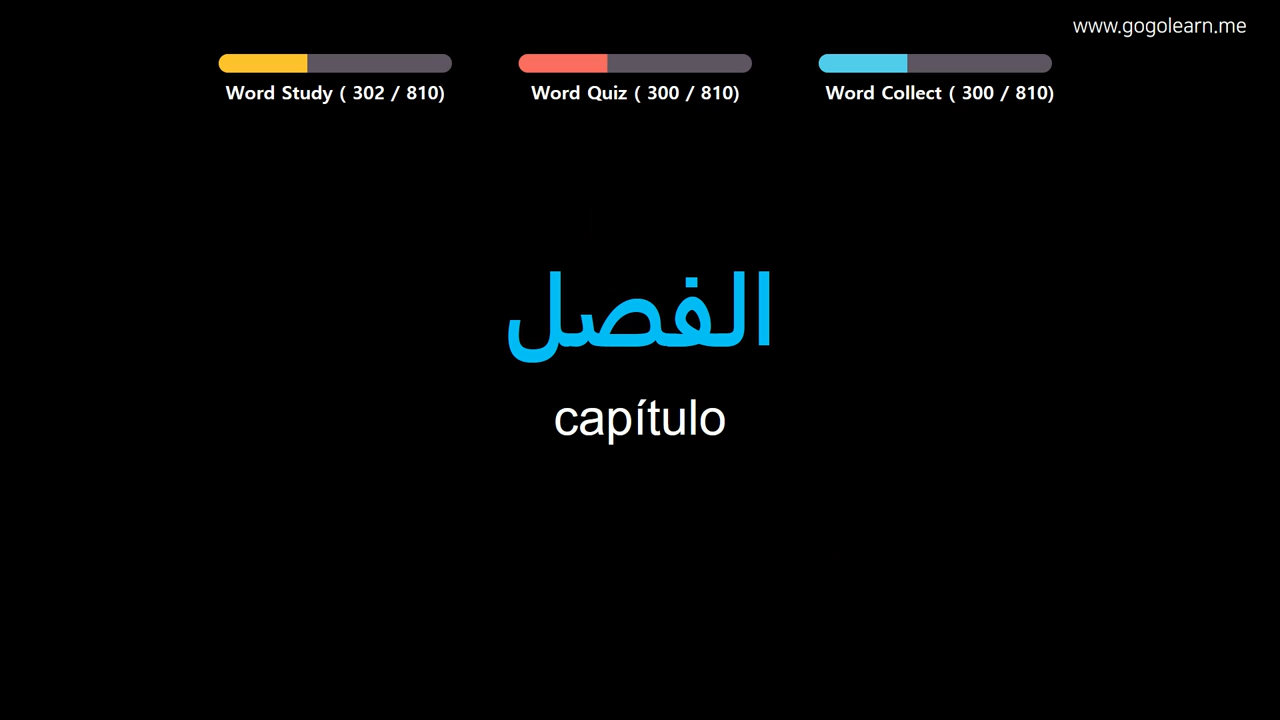 www.gogolearn.me
Word Study ( 302 / 810)
Word Quiz ( 300 / 810)
Word Collect ( 300 / 810)
الفصل
capítulo